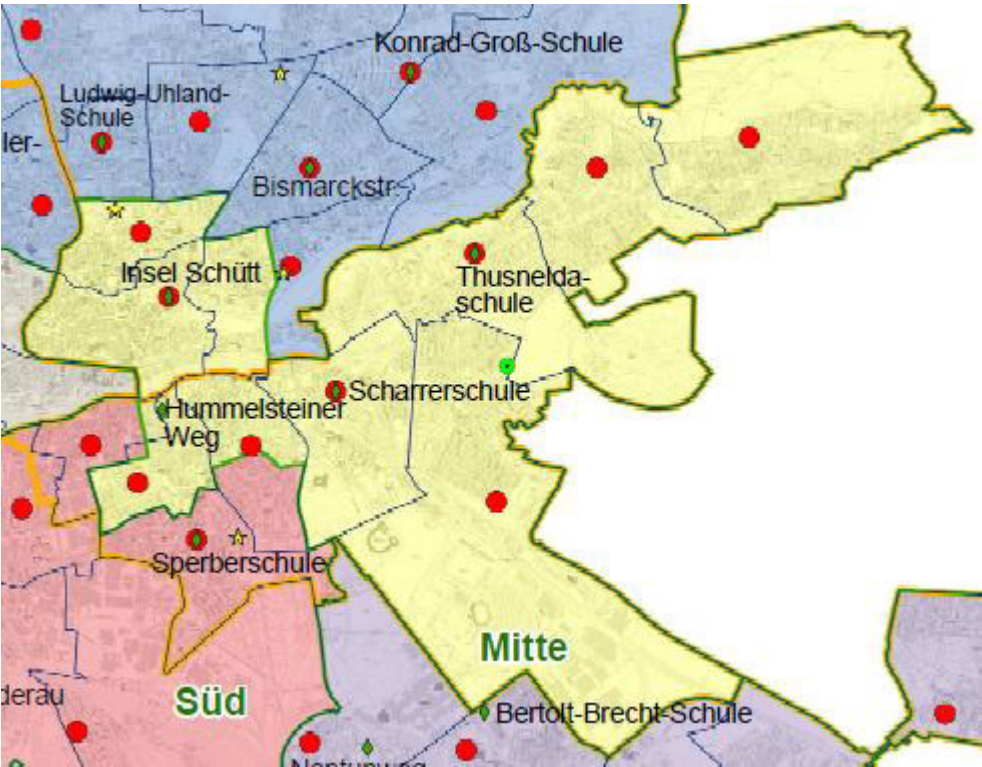 Konrad-Groß-Schule
Ludwig-Uhland-
Schule
ler-
Bismarckstr.
Insel Schütt
Thusnelda-
schule
Scharrerschule
Hummelsteiner
Weg
Sperberschule
Mitte
Süd
derau
Bertolt-Brecht-Schule
Neptunweg